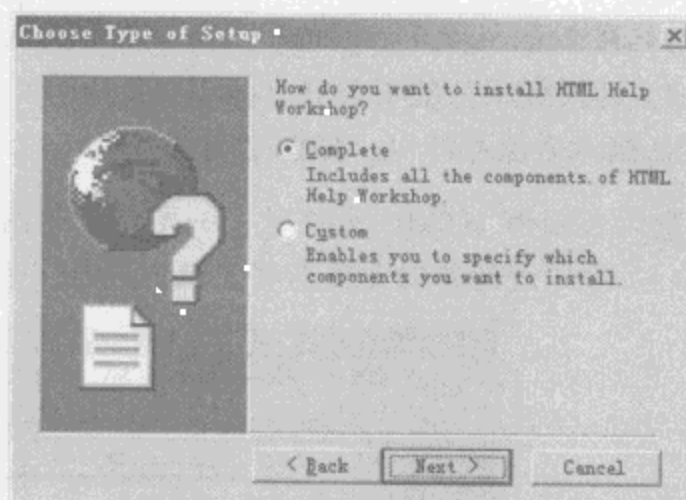 Choose Type of Setup
How do you want to install HTML Help
Workshop?
Complete
Includes all the components of HTML
Help Workshop.
Custom
Enables you to specify which
components you want to install.
< Back
Next >
Cancel